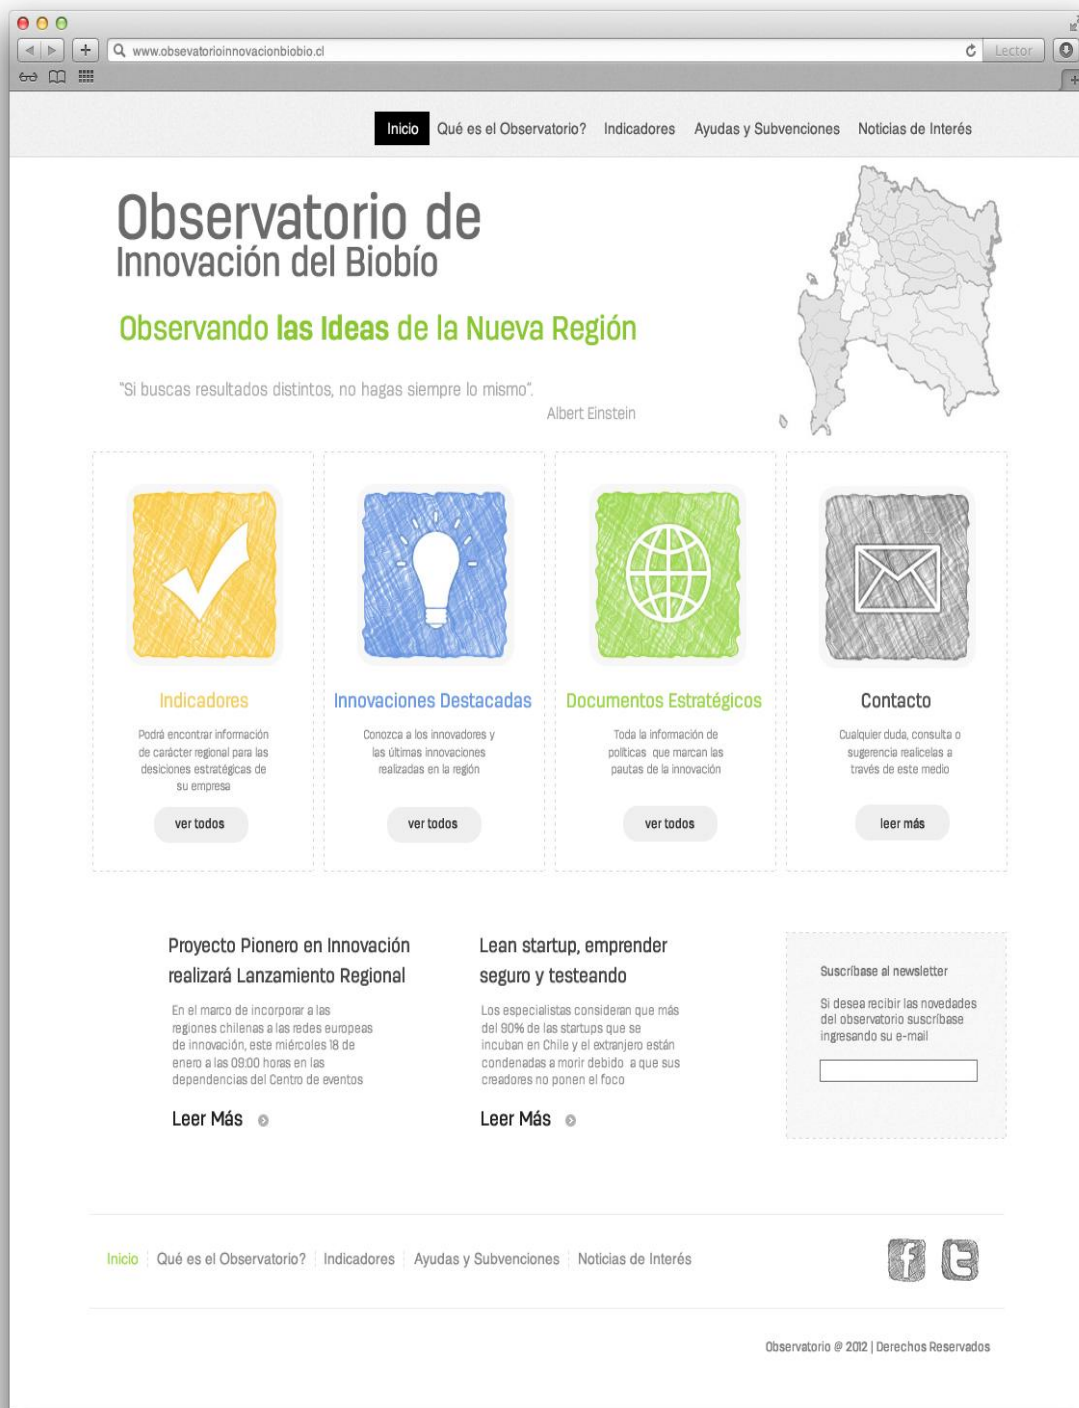 www.obsevatorioinnovacionbiobio.cl
Lector
Inicio Qué es el Observatorio? Indicadores Ayudas y Subvenciones Noticias de Interés
Observatorio de
Innovación del Biobío
Observando las Ideas de la Nueva Región
"Si buscas resultados distintos, no hagas siempre lo mismo".
Albert Einstein
Indicadores
Podrá encontrar información
de carácter regional para las
desiciones estratégicas de
su empresa
ver todos
Innovaciones Destacadas
Conozca a los innovadores y
las últimas innovaciones
realizadas en la región
ver todos
Documentos Estratégicos
Toda la información de
políticas que marcan las
pautas de la innovación
ver todos
Contacto
Cualquier duda, consulta o
sugerencia realicelas a
través de este medio
leer más
Proyecto Pionero en Innovación
realizará Lanzamiento Regional
En el marco de incorporar a las
regiones chilenas a las redes europeas
de innovación, este miércoles 18 de
enero a las 09:00 horas en las
dependencias del Centro de eventos
Leer Más
Lean startup, emprender
seguro y testeando
Los especialistas consideran que más
del 90% de las startups que se
incuban en Chile y el extranjero están
condenadas a morir debido a que sus
creadores no ponen el foco
Leer Más
Suscríbase al newsletter
Si desea recibir las novedades
del observatorio suscríbase
ingresando su e-mail
Inicio Qué es el Observatorio? Indicadores Ayudas y Subvenciones Noticias de Interés
f t
Observatorio @ 2012 | Derechos Reservados